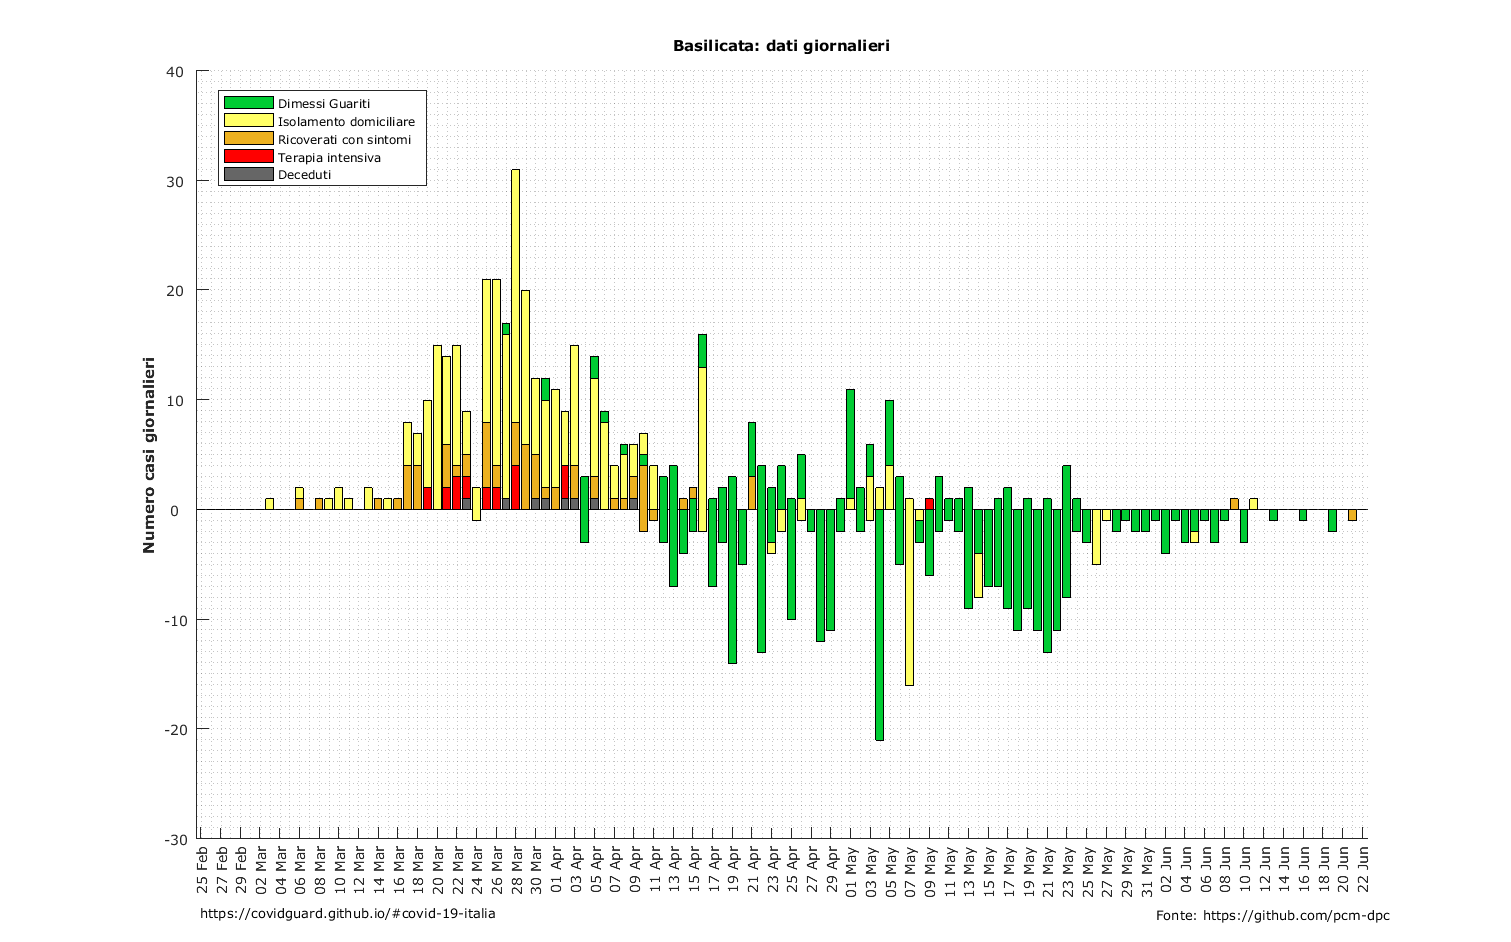 Basilicata: dati giornalieri
Numero casi giornalieri
40
30
20
10
0
-10
-20
-30
Dimessi Guariti
Isolamento domiciliare
Ricoverati con sintomi
Terapia intensiva
Deceduti
25 Feb
27 Feb
29 Feb
02 Mar
04 Mar
06 Mar
08 Mar
10 Mar
12 Mar
14 Mar
16 Mar
18 Mar
20 Mar
22 Mar
24 Mar
26 Mar
28 Mar
30 Mar
01 Apr
03 Apr
05 Apr
07 Apr
09 Apr
11 Apr
13 Apr
15 Apr
17 Apr
19 Apr
21 Apr
23 Apr
25 Apr
27 Apr
29 Apr
01 May
03 May
05 May
07 May
09 May
11 May
13 May
15 May
17 May
19 May
21 May
23 May
25 May
27 May
29 May
31 May
02 Jun
04 Jun
06 Jun
08 Jun
10 Jun
12 Jun
14 Jun
16 Jun
18 Jun
20 Jun
22 Jun
https://covidguard.github.io/#covid-19-italia
Fonte: https://github.com/pcm-dpc